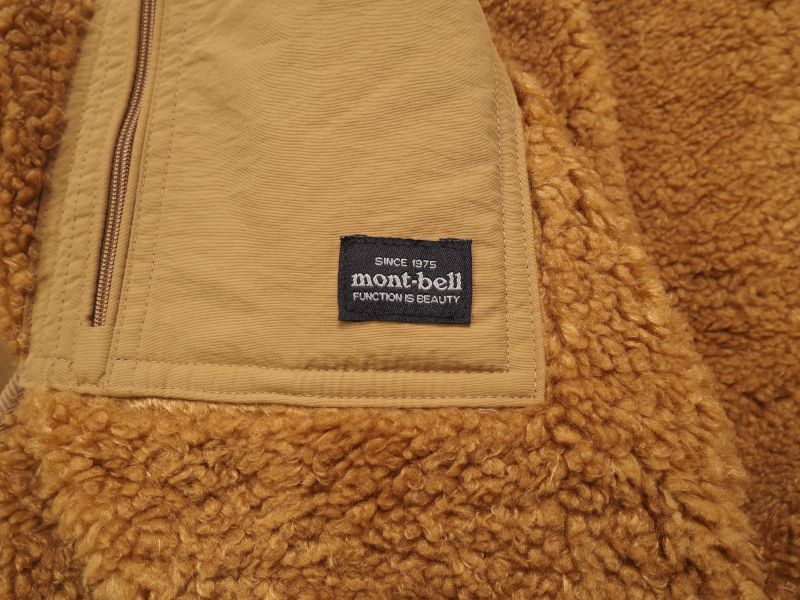 SINCE 1975
mont-bell
FUNCTION IS BEAUTY